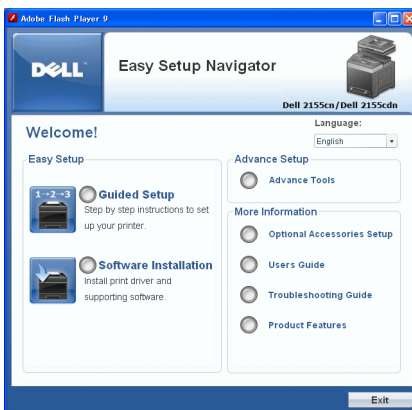 Adobe Flash Player 9
DELL
Easy Setup Navigator
Dell 2155cn/Dell 2155cdn
Welcome!
Language:
English
Easy Setup
1→2→3
Guided Setup
Step by step instructions to set
up your printer.
Software Installation
Install print driver and
supporting software.
Advance Setup
Advance Tools
More Information
Optional Accessories Setup
Users Guide
Troubleshooting Guide
Product Features
Exit